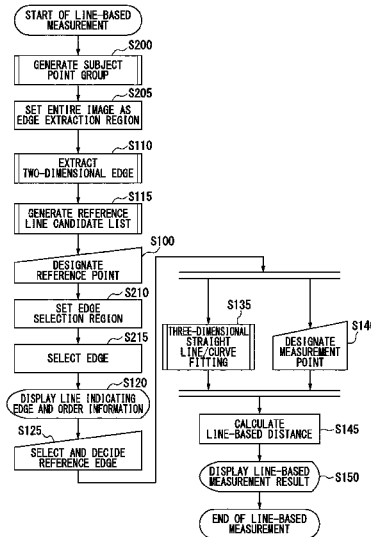 START OF LINE-BASED
MEASUREMENT
S200
GENERATE SUBJECT
POINT GROUP
S205
SET ENTIRE IMAGE AS
EDGE EXTRACTION REGION
S110
EXTRACT
TWO-DIMENSIONAL EDGE
S115
GENERATE REFERENCE
LINE CANDIDATE LIST
S100
DESIGNATE
REFERENCE POINT
S210
SET EDGE
SELECTION REGION
S215
SELECT EDGE
S120
DISPLAY LINE INDICATING
EDGE AND ORDER INFORMATION
S125
SELECT AND DECIDE
REFERENCE EDGE
S135
THREE-DIMENSIONAL
STRAIGHT
LINE/CURVE
FITTING
S140
DESIGNATE
MEASUREMENT
POINT
CALCULATE
LINE-BASED DISTANCE
S145
DISPLAY LINE-BASED
MEASUREMENT RESULT
S150
END OF LINE-BASED
MEASUREMENT